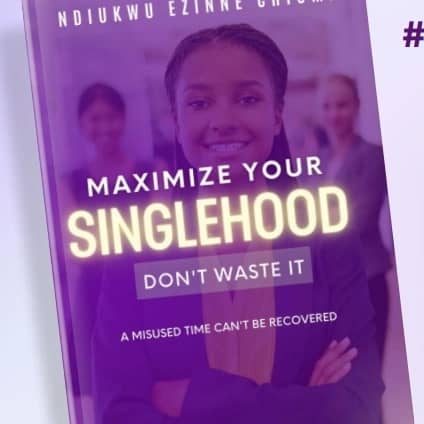 NDIUKWU EZINNE
#
MAXIMIZE YOUR
SINGLEHOOD
DON'T WASTE IT
A MISUSED TIME CAN'T BE RECOVERED